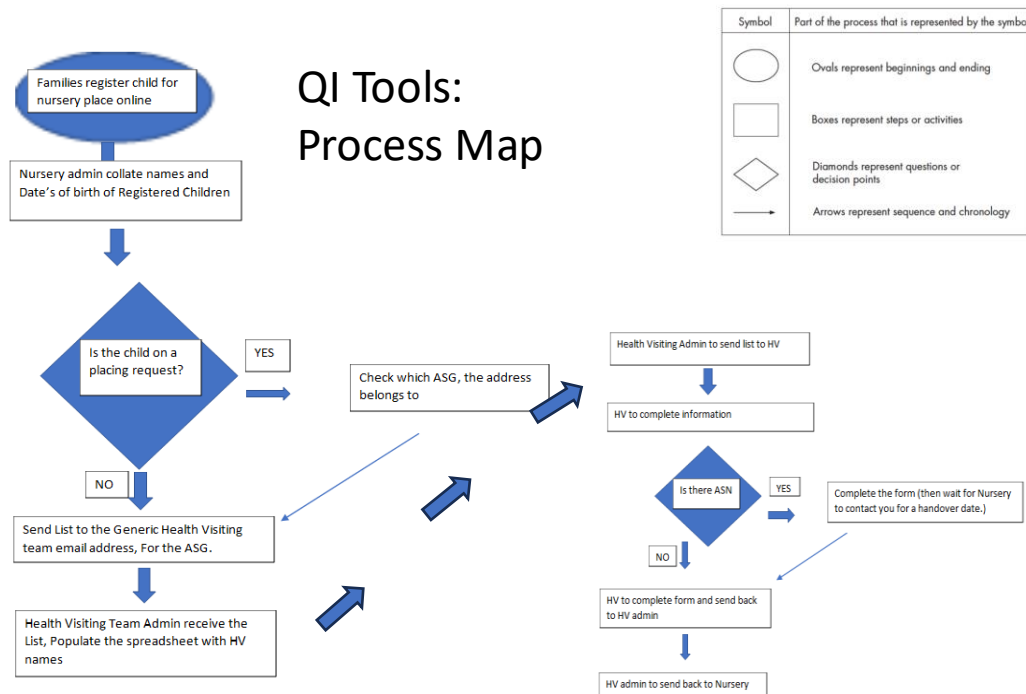 Families register child for
nursery place online
QI Tools:
Process Map
Symbol
Part of the process that is represented by the symbo
Ovals represent beginnings and ending
Boxes represent steps or activities
Diamonds represent questions or
decision points
Arrows represent sequence and chronology
Nursery admin collate names and
Date's of birth of Registered Children
Is the child on a
placing request?
YES
NO
Check which ASG, the address
belongs to
Send List to the Generic Health Visiting
team email address, For the ASG.
Health Visiting Team Admin receive the
List, Populate the spreadsheet with HV
names
Health Visiting Admin to send list to HV
HV to complete information
Is there ASN
YES
NO
Complete the form (then wait for Nursery
to contact you for a handover date.)
HV to complete form and send back
to HV admin
HV admin to send back to Nursery